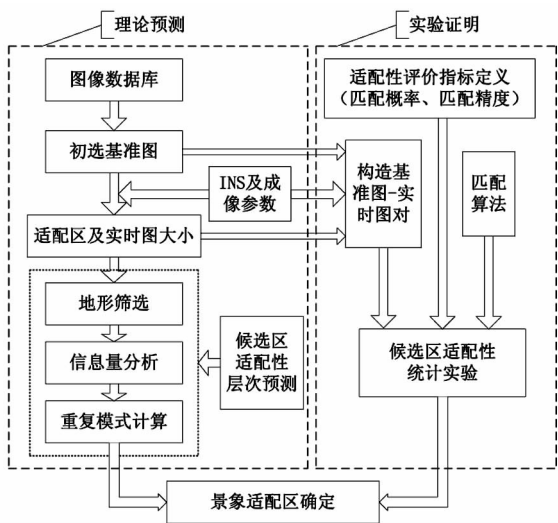 理论预测
图像数据库
初选基准图
INS及成
像参数
适配区及实时图大小
地形筛选
信息量分析
重复模式计算
候选区
适配性
层次预测
实验证明
适配性评价指标定义
（匹配概率、匹配精度）
构造基
准图-实
时图对
匹配
算法
候选区适配性
统计实验
景象适配区确定